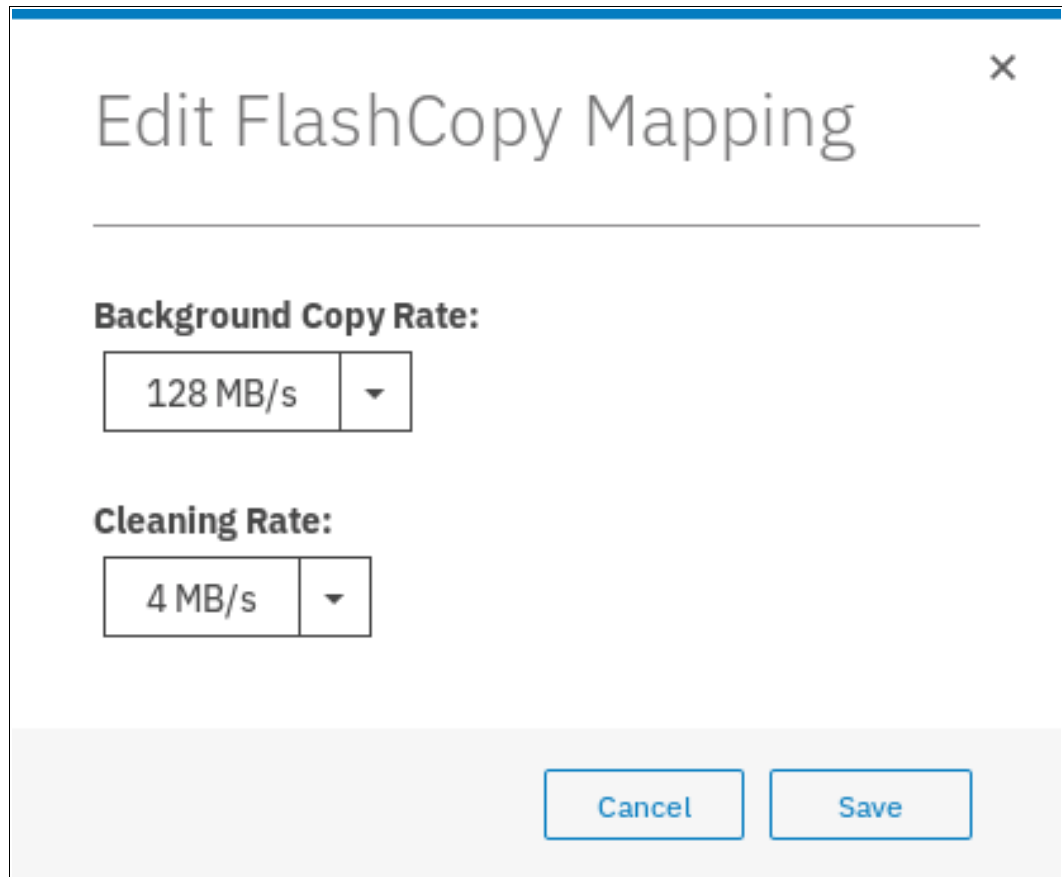 Edit FlashCopy Mapping
Background Copy Rate:
128 MB/s
Cleaning Rate:
4 MB/s
Cancel
Save